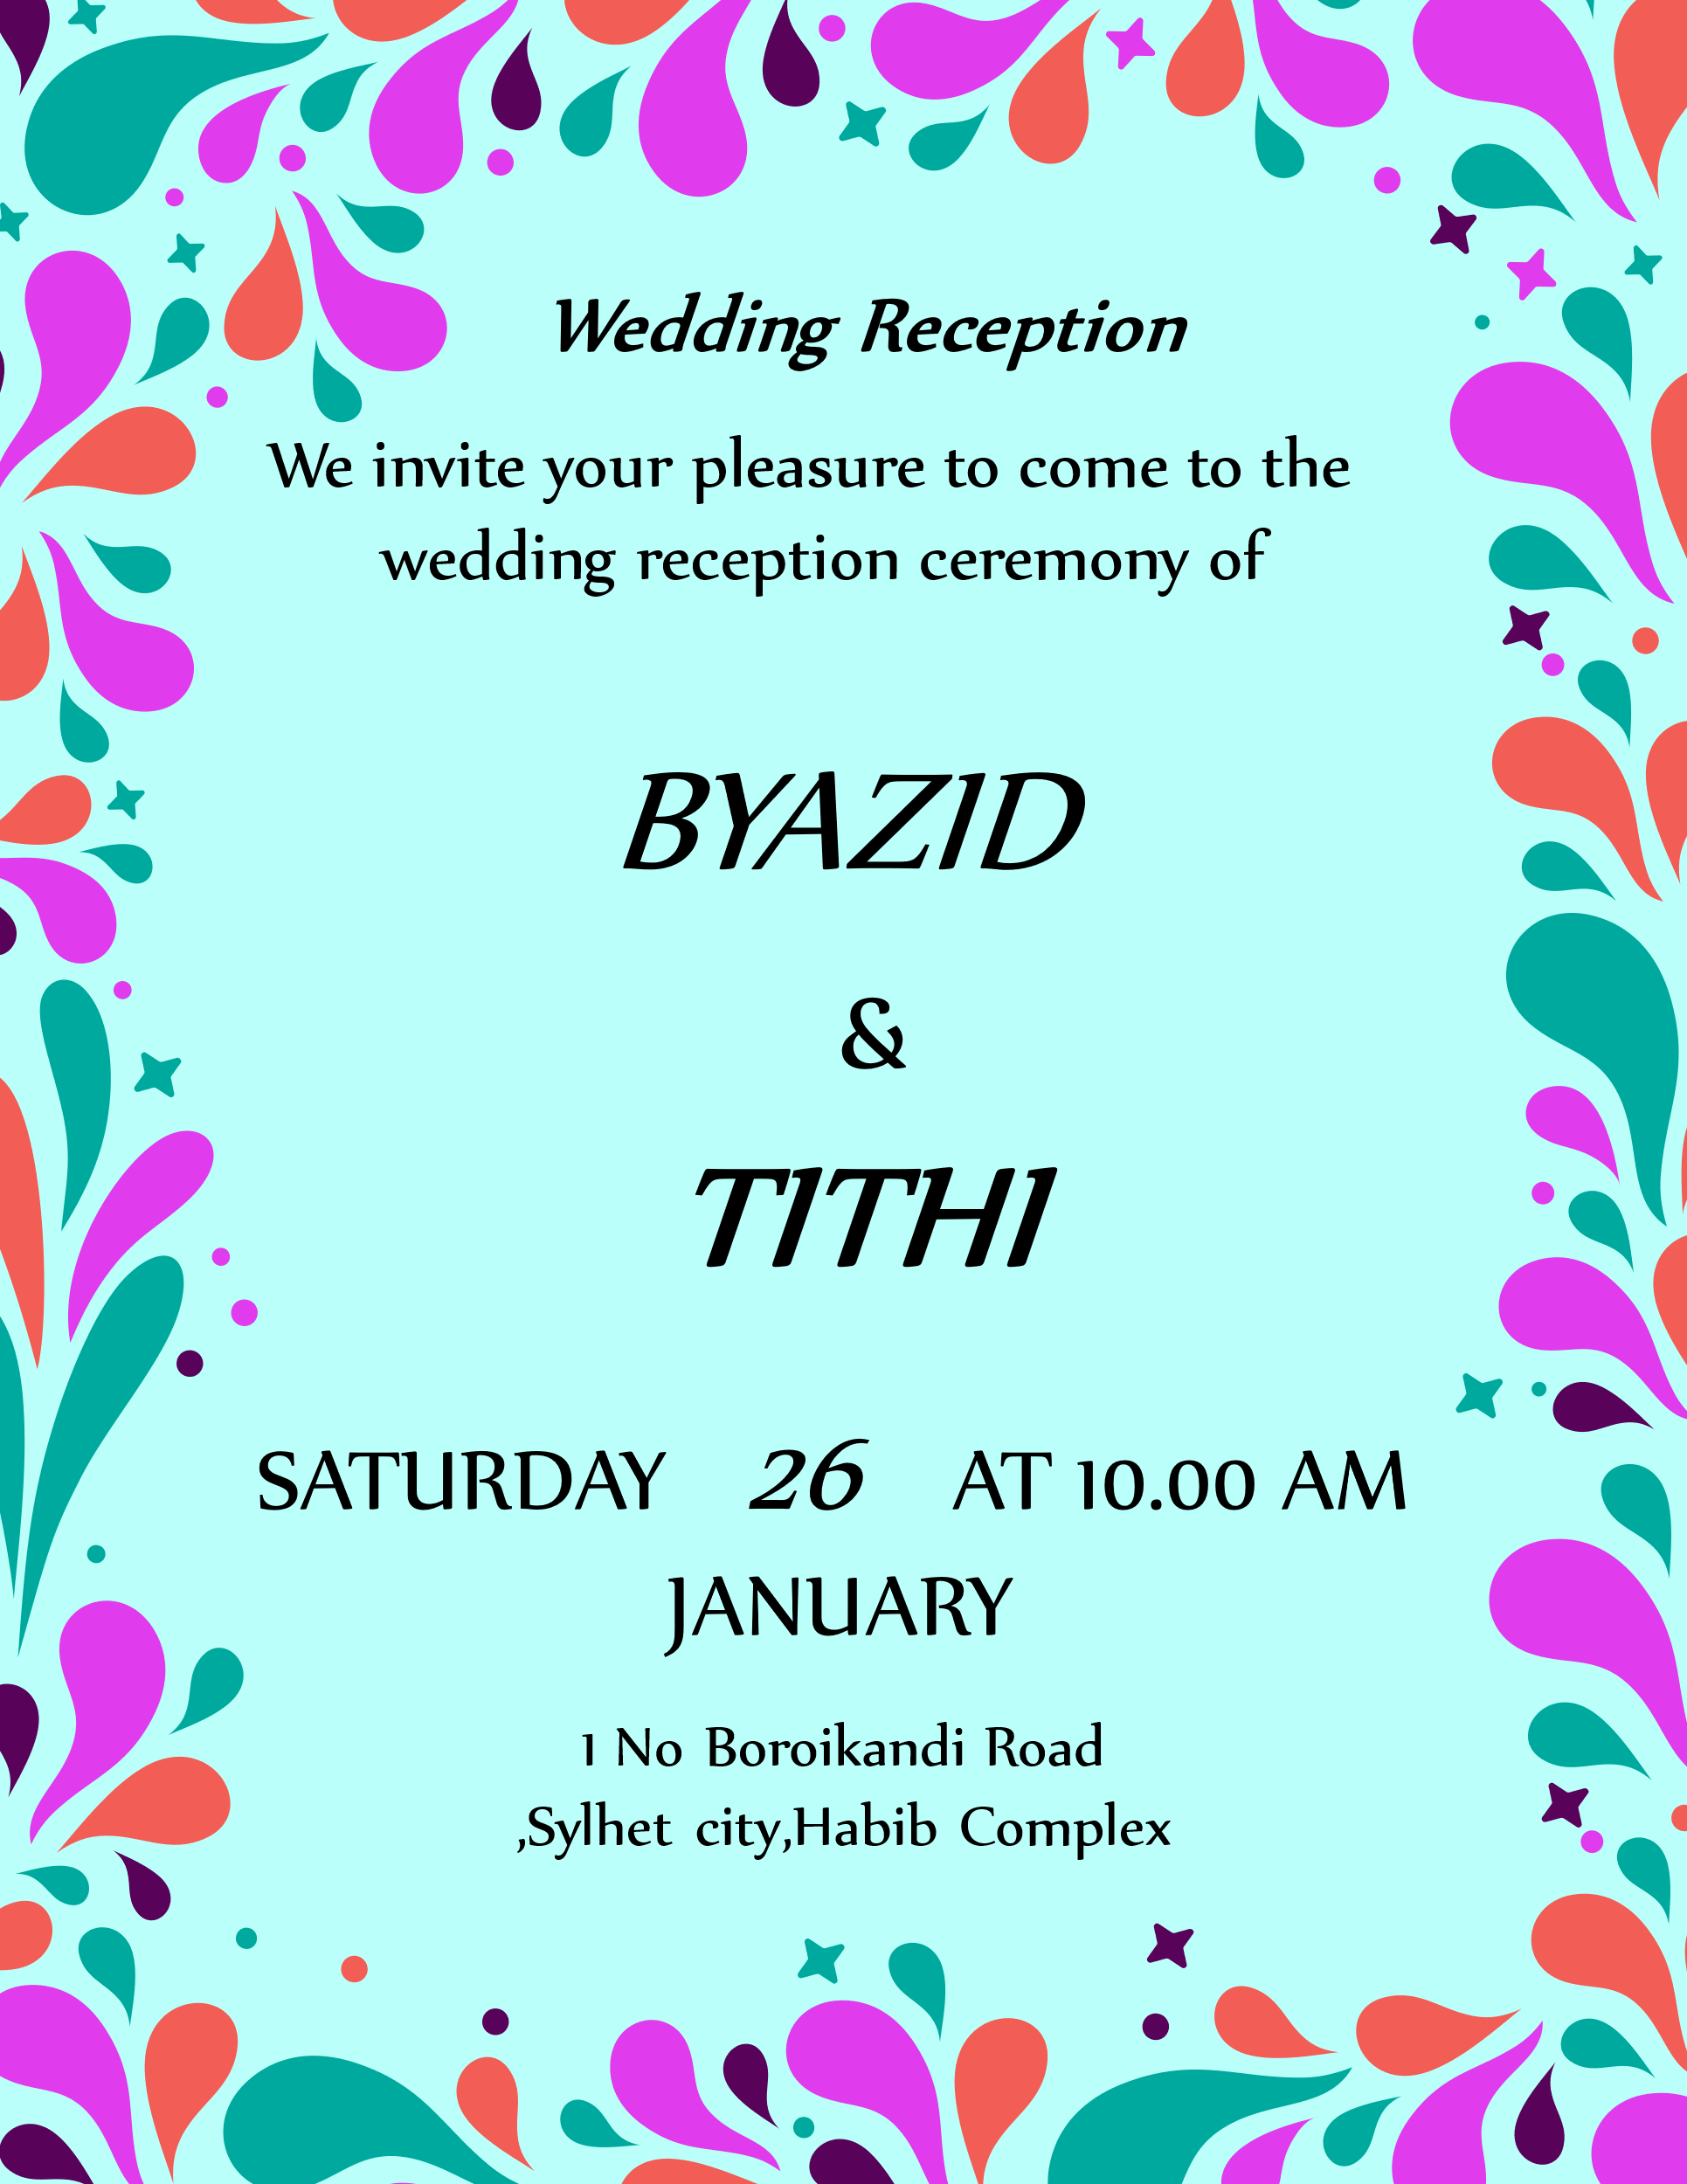 Wedding Reception
We invite your pleasure to come to the
wedding reception ceremony of
BYAZID
&
TITHI
SATURDAY 26 AT 10.00 AM
JANUARY
1 No Boroikandi Road
,Sylhet city,Habib Complex